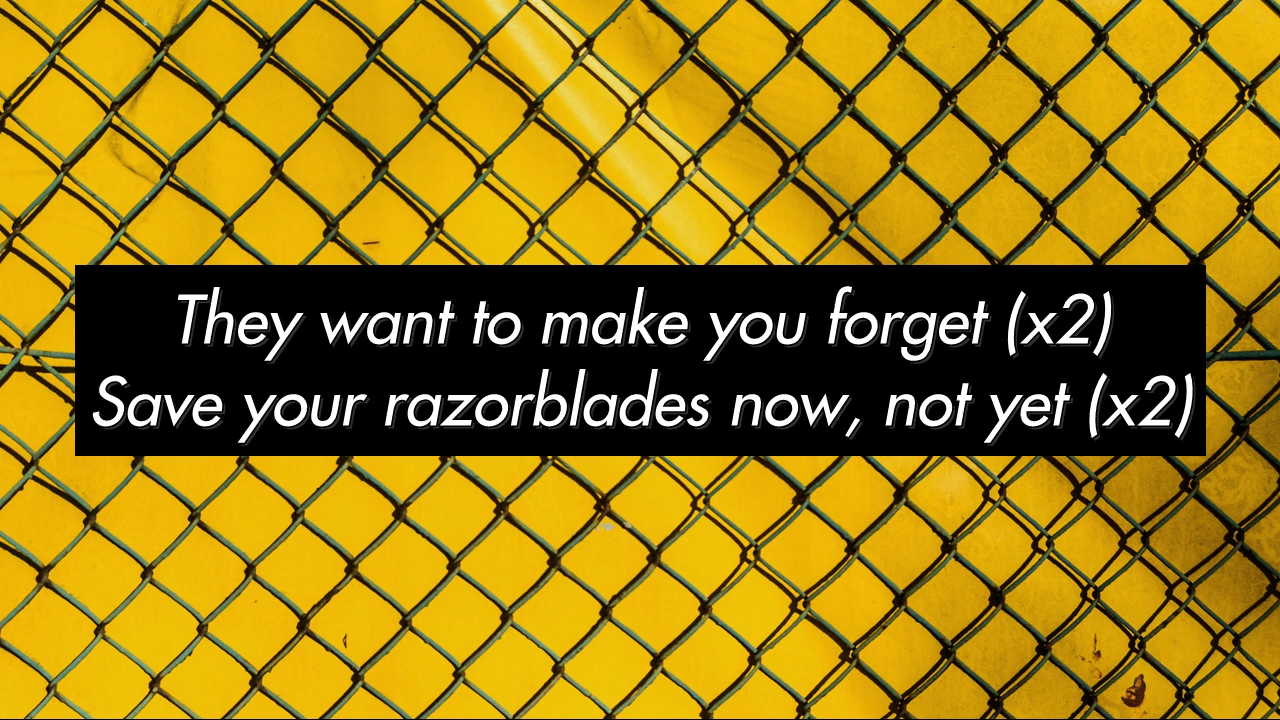 They want to make you forget (x2)
Save your razorblades now, not yet (x2)